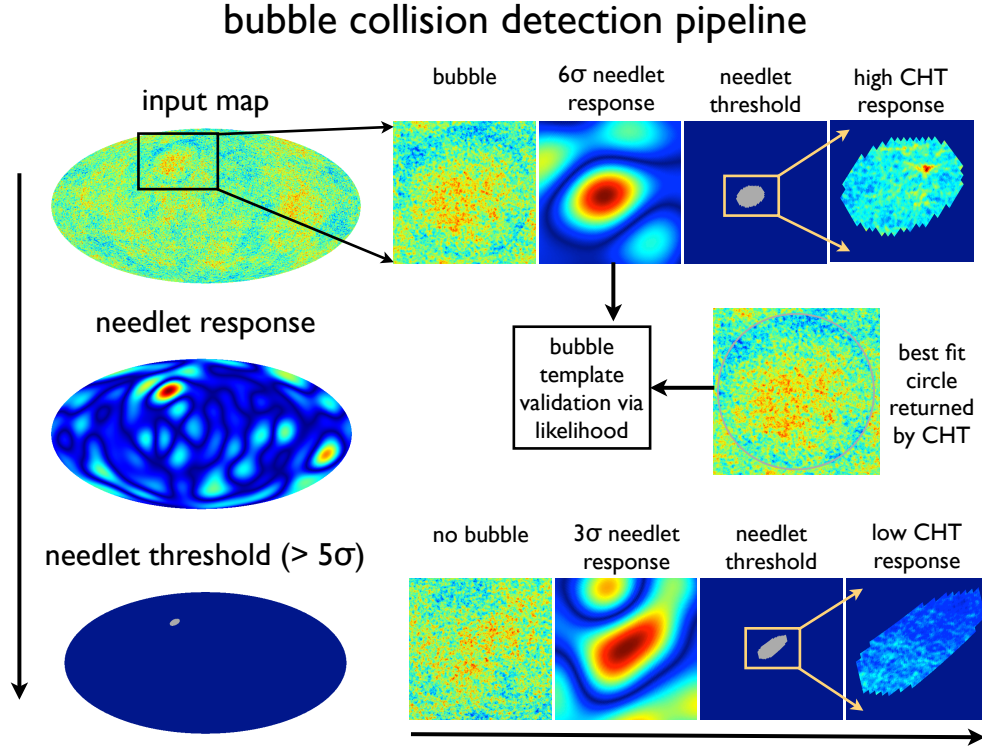 bubble collision detection pipeline
input map
bubble
6σ needlet
response
needlet
threshold
high CHT
response
needlet response
bubble
template
validation via
likelihood
best fit
circle
returned
by CHT
needlet threshold (> 5σ)
no bubble
3σ needlet
response
needlet
threshold
low CHT
response